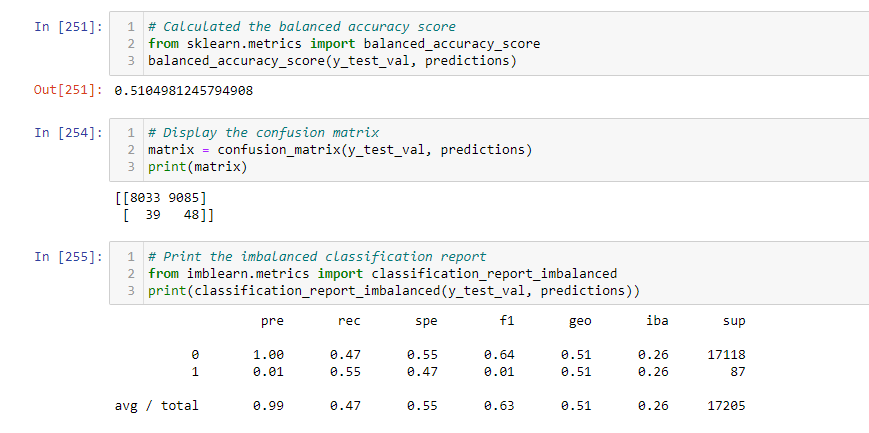 In [251]: 1 # Calculated the balanced accuracy score
2 from sklearn.metrics import balanced_accuracy_score
3 balanced_accuracy_score(y_test_val, predictions)
Out[251]: 0.5104981245794908
In [254]: 1 # Display the confusion matrix
2 matrix = confusion_matrix(y_test_val, predictions)
3 print(matrix)
[[8033 9085]
[ 39 48]]
In [255]: 1 # Print the imbalanced classification report
2 from imblearn.metrics import classification_report_imbalanced
3 print(classification_report_imbalanced(y_test_val, predictions))
pre rec spe f1 geo iba sup
0 1.00 0.47 0.55 0.64 0.51 0.26 17118
1 0.01 0.55 0.47 0.01 0.51 0.26 87
avg / total 0.99 0.47 0.55 0.63 0.51 0.26 17205